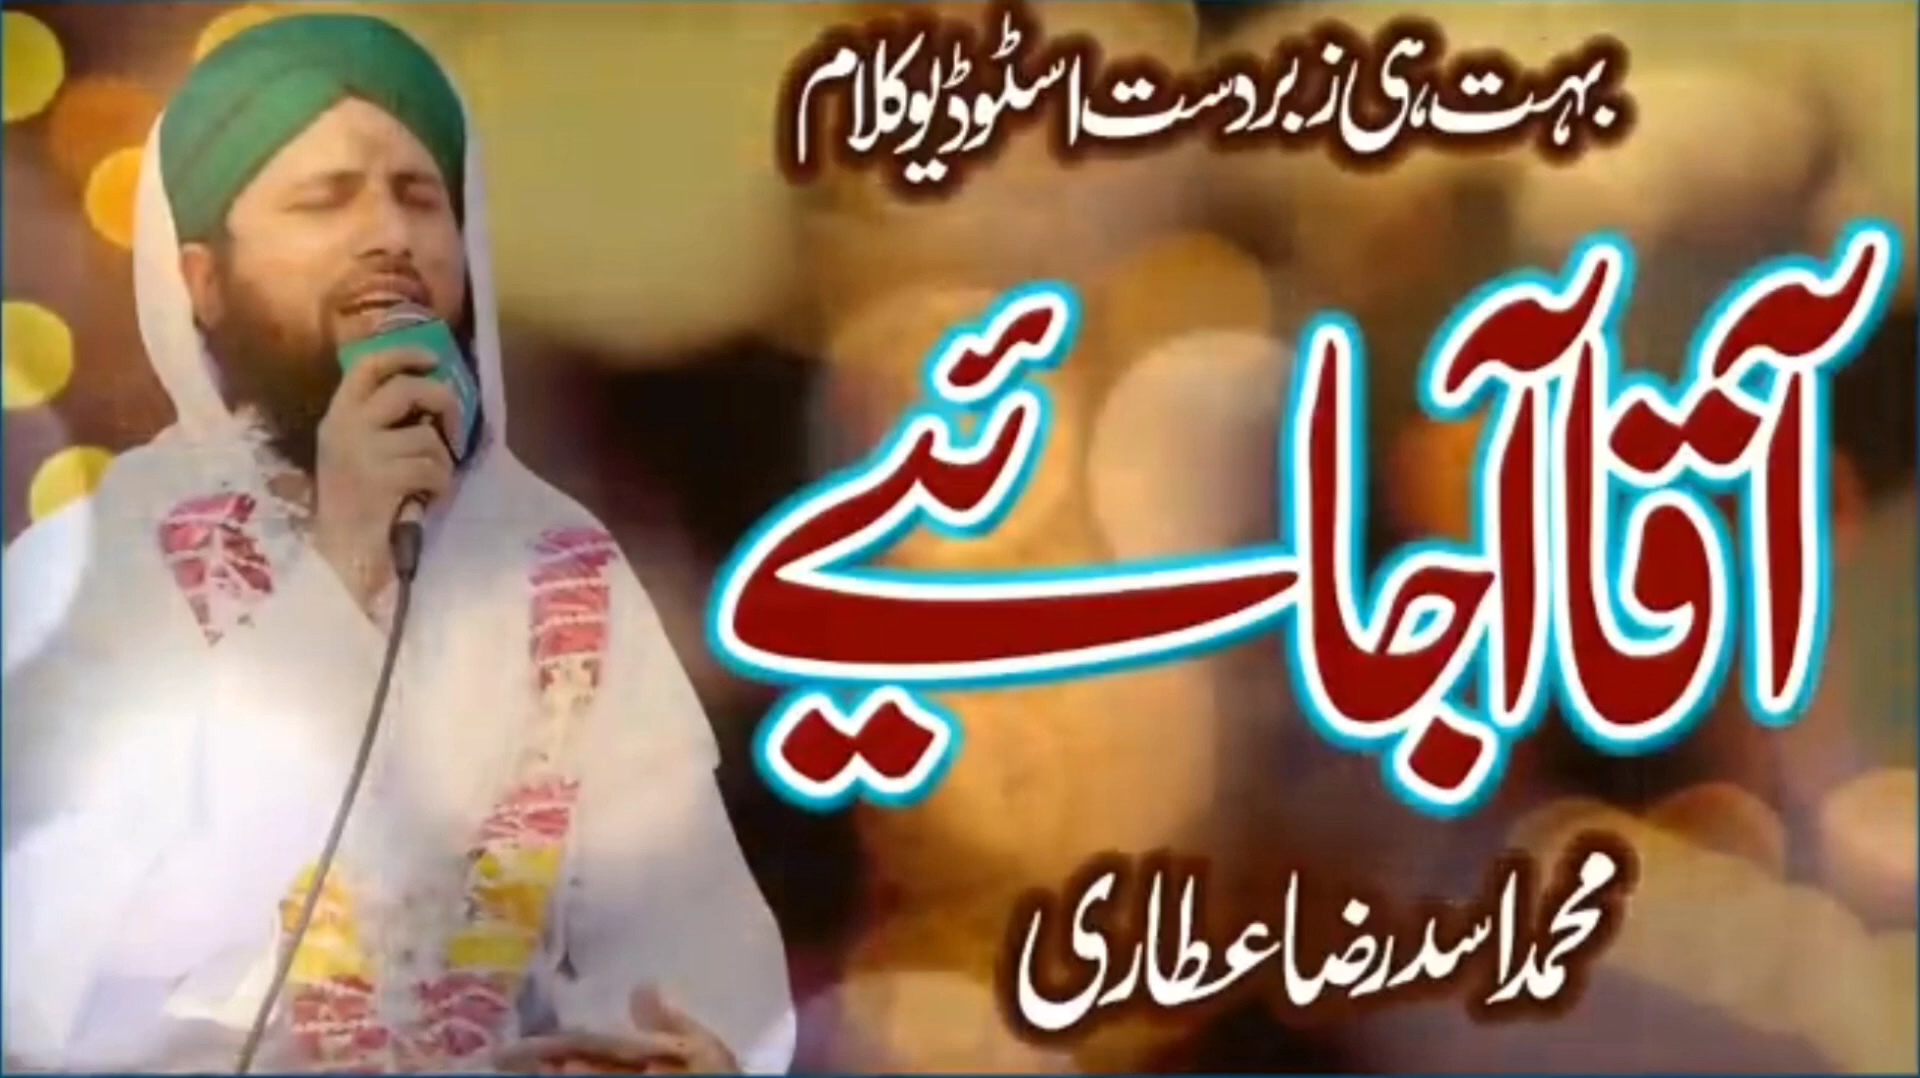 بہت ہی زبردست اسٹوڈیو کلام
آقا آجائیے
محمد اسد رضا عطاری